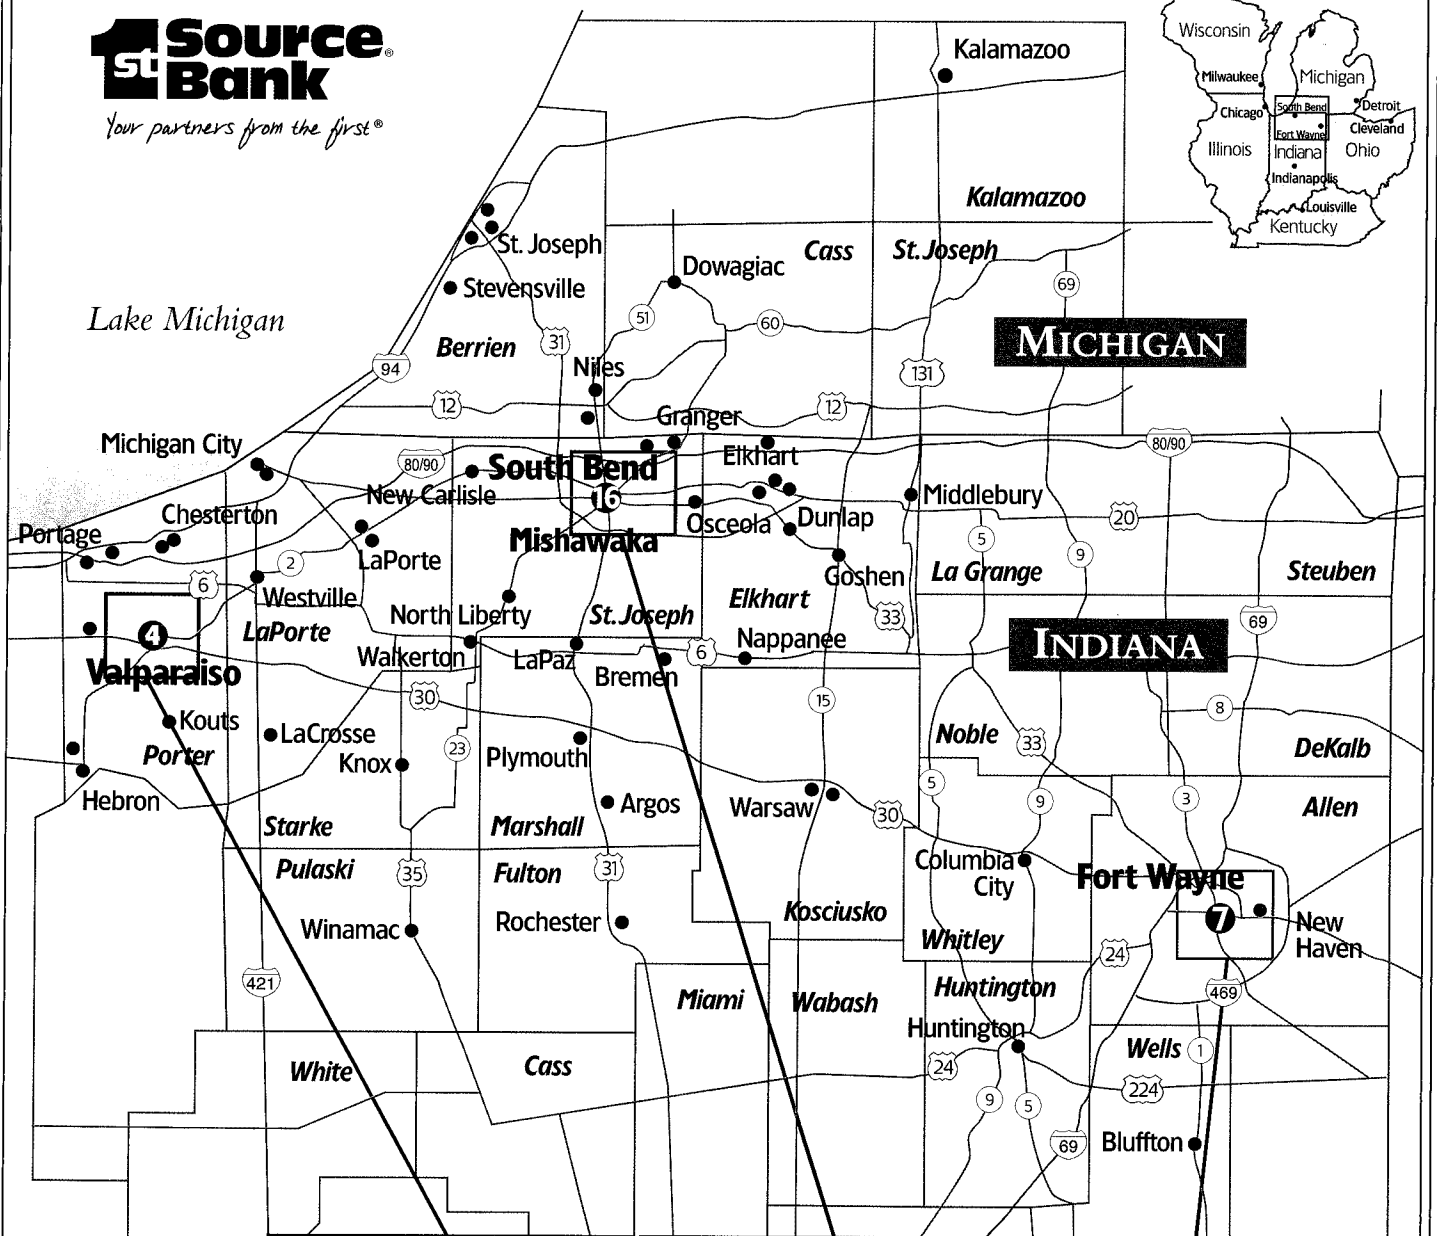 1st Source Bank®
Your partners from the first®
Wisconsin
Milwaukee
Michigan
Chicago
South Bend
Detroit
Fort Wayne
Cleveland
Illinois
Indiana
Ohio
Indianapolis
Louisville
Kentucky
Kalamazoo
Kalamazoo
St. Joseph
Cass
St. Joseph
Dowagiac
69
Stevensville
Lake Michigan
51
60
31
Berrien
MICHIGAN
94
Niles
131
12
12
Granger
Michigan City
80/90
80/90
South Bend
Elkhart
New Carlisle
16
Middlebury
Chesterton
Osceola
Dunlap
20
Portage
Mishawaka
5
9
LaPorte
2
Goshen
La Grange
Steuben
6
Westville
Elkhart
North Liberty
St. Joseph
33
69
4
LaPorte
Nappanee
INDIANA
Walkerton
LaPaz
6
Valparaiso
Bremen
30
15
8
Kouts
LaCrosse
Noble
33
Porter
23
Plymouth
DeKalb
Knox
5
Hebron
Argos
Warsaw
9
3
Allen
30
Starke
Marshall
Columbia
City
Pulaski
35
Fulton
31
Fort Wayne
Kosciusko
7
New
Haven
Winamac
Rochester
Whitley
24
421
Miami
Wabash
Huntington
469
Huntington
White
Cass
24
Wells
1
224
9
5
69
Bluffton